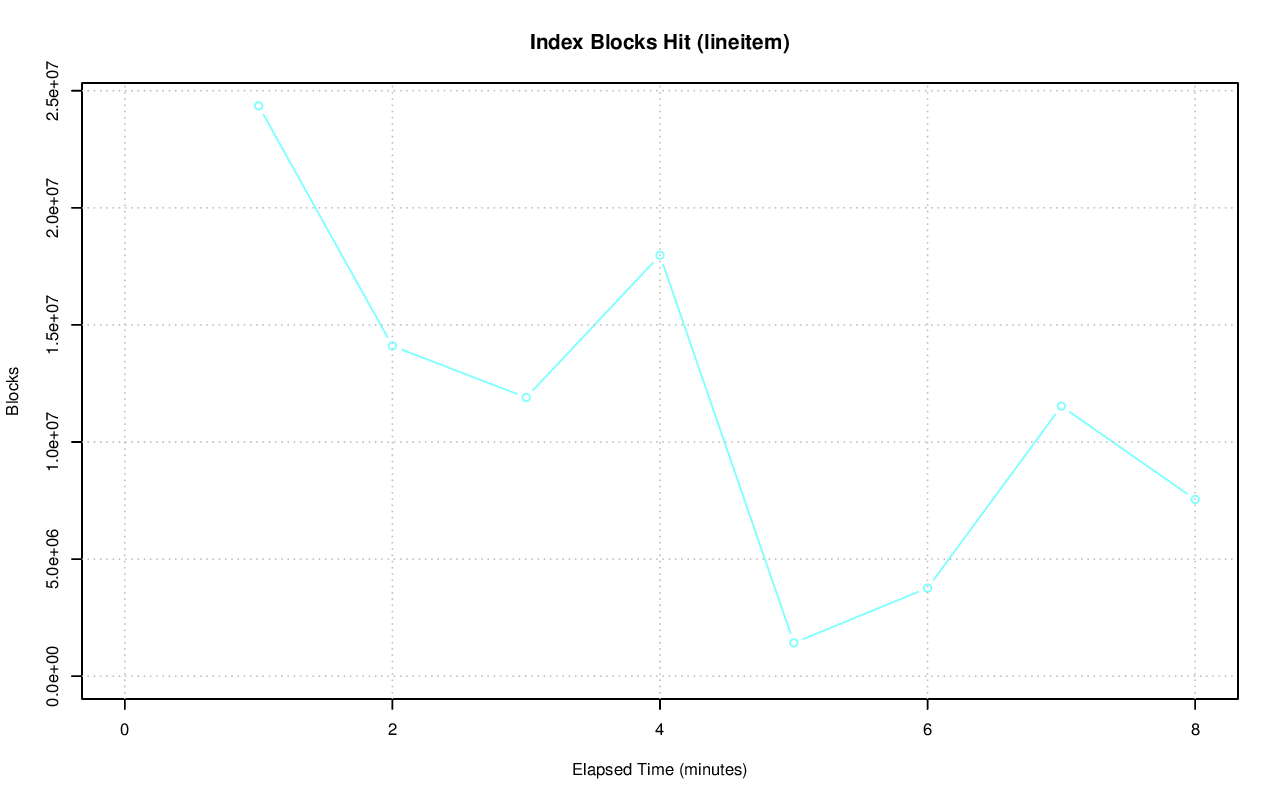 Index Blocks Hit (lineitem)
2.5e+07
2.0e+07
1.5e+07
1.0e+07
5.0e+06
0.0e+00
Blocks
0 2 4 6 8
Elapsed Time (minutes)